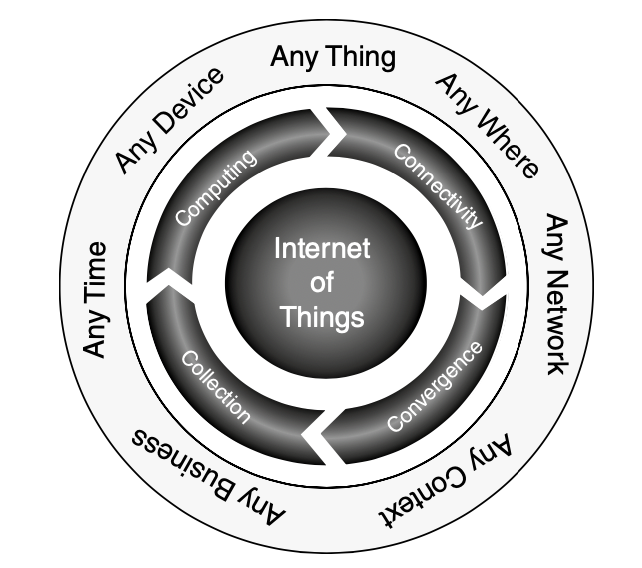 Any Thing
Any Where
Any Network
Any Context
Any Business
Any Time
Any Device
Computing
Connectivity
Convergence
Collection
Internet
of
Things